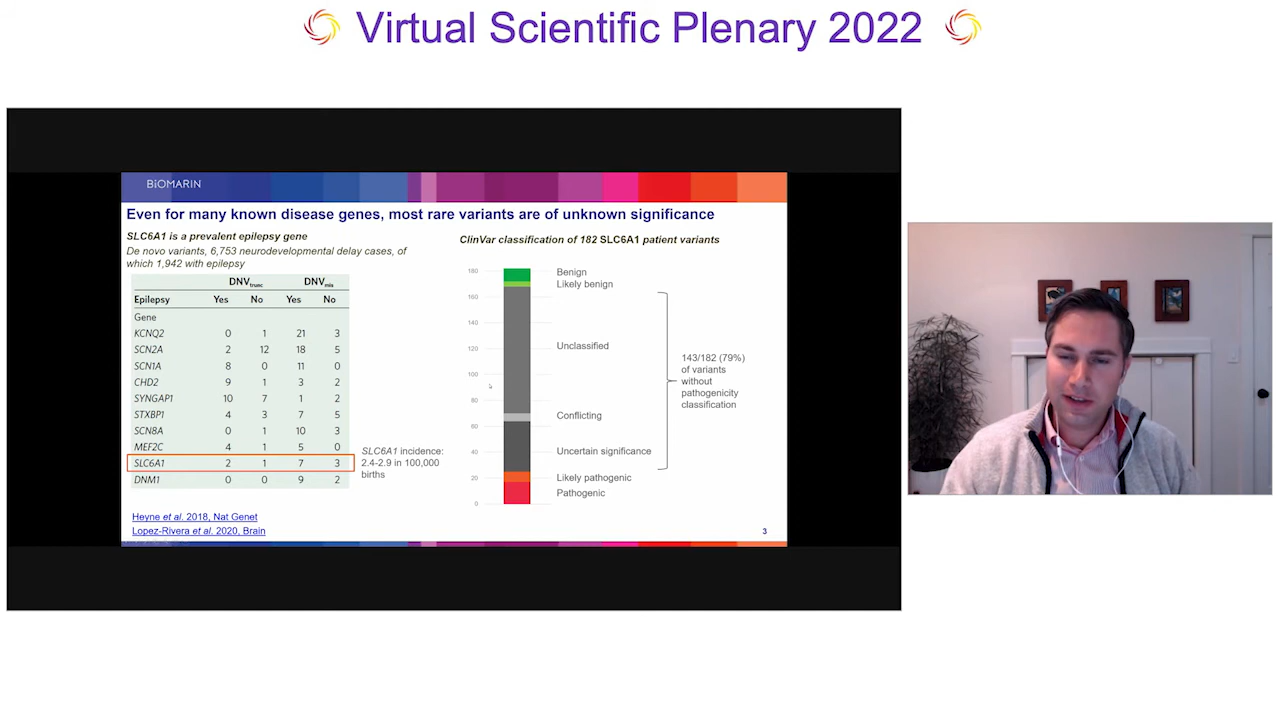 Virtual Scientific Plenary 2022
BIOMARIN
Even for many known disease genes, most rare variants are of unknown significance
SLC6A1 is a prevalent epilepsy gene
De novo variants, 6,753 neurodevelopmental delay cases, of
which 1,942 with epilepsy
DNVtrunc DNVmis
Epilepsy Yes No Yes No
Gene
KCNQ2 0 1 21 3
SCN2A 2 12 18 5
SCN1A 8 0 11 0
CHD2 9 1 3 2
SYNGAP1 10 7 1 2
STXBP1 4 3 7 5
SCN8A 0 1 10 3
MEF2C 4 1 5 0
SLC6A1 2 1 7 3
DNM1 0 0 9 2
SLC6A1 incidence:
2.4-2.9 in 100,000
births
Heyne et al. 2018, Nat Genet
Lopez-Rivera et al. 2020, Brain
ClinVar classification of 182 SLC6A1 patient variants
180
160
140
120
100
80
60
40
20
0
Benign
Likely benign
Unclassified
Conflicting
Uncertain significance
Likely pathogenic
Pathogenic
143/182 (79%)
of variants
without
pathogenicity
classification
3